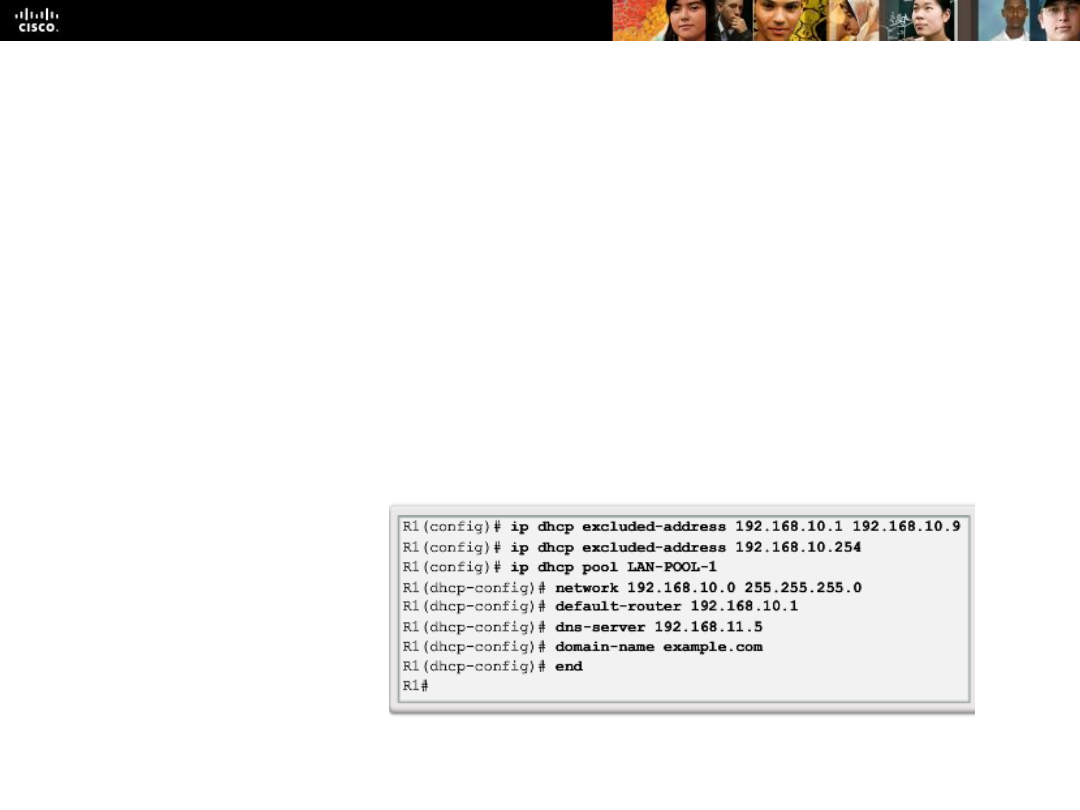 CISCO.
R1(config)# ip dhcp excluded-address 192.168.10.1 192.168.10.9
R1(config)# ip dhcp excluded-address 192.168.10.254
R1(config)# ip dhcp pool LAN-POOL-1
R1(dhcp-config)# network 192.168.10.0 255.255.255.0
R1(dhcp-config)# default-router 192.168.10.1
R1(dhcp-config)# dns-server 192.168.11.5
R1(dhcp-config)# domain-name example.com
R1(dhcp-config)# end
R1#